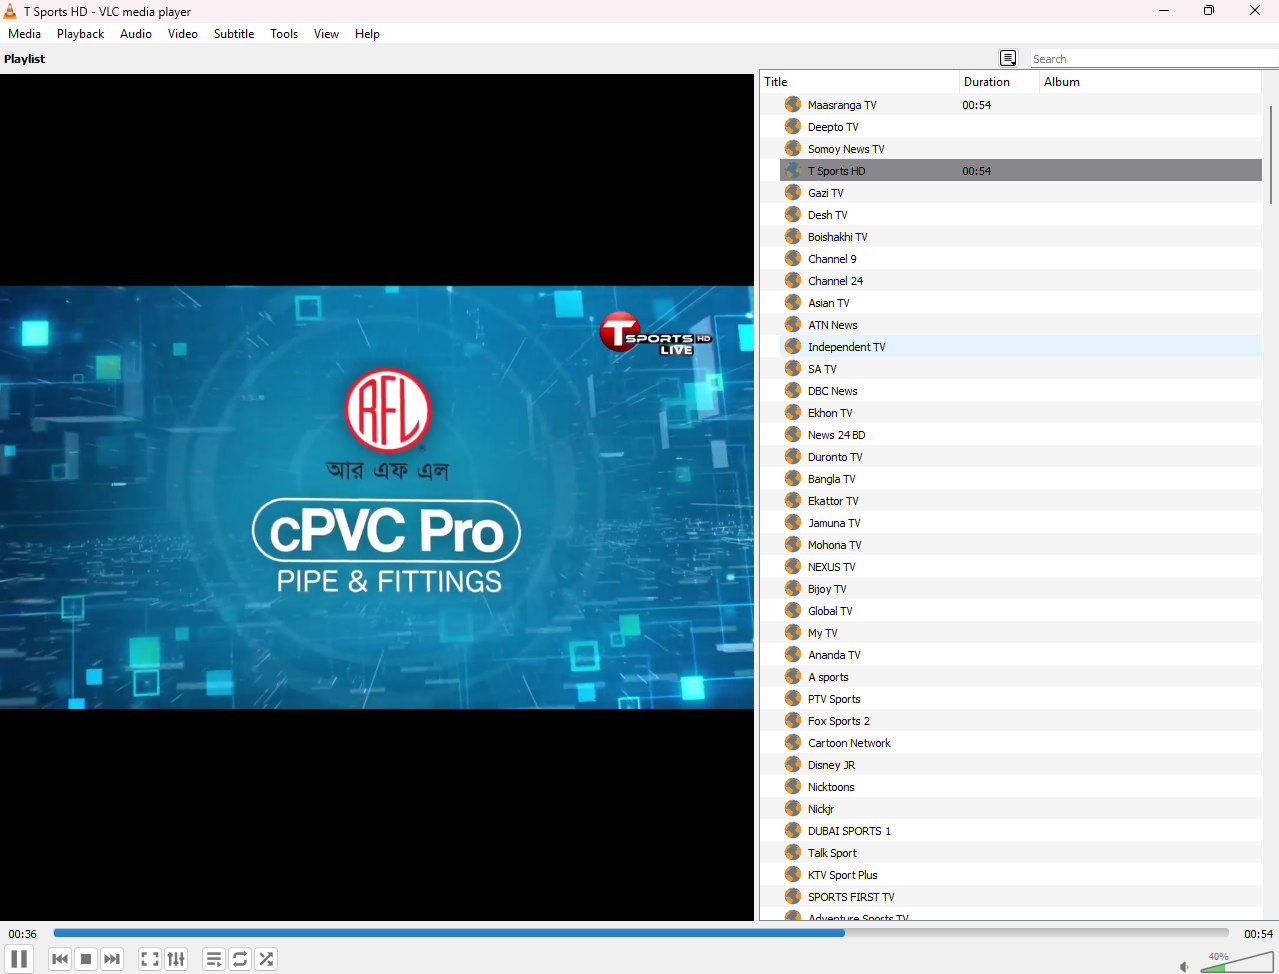 T Sports HD - VLC media player
Media Playback Audio Video Subtitle Tools View Help
Playlist
Search
Title Duration Album
Maasranga TV 00:54
Deepto TV
Somoy News TV
T Sports HD 00:54
Gazi TV
Desh TV
Boishakhi TV
Channel 9
Channel 24
Asian TV
ATN News
Independent TV
SA TV
DBC News
Ekhon TV
News 24 BD
Duronto TV
Bangla TV
Ekattor TV
Jamuna TV
Mohona TV
NEXUS TV
Bijoy TV
Global TV
My TV
Ananda TV
A sports
PTV Sports
Fox Sports 2
Cartoon Network
Disney JR
Nicktoons
Nickjr
DUBAI SPORTS 1
Talk Sport
KTV Sport Plus
SPORTS FIRST TV
Adventure Sports TV
T SPORTS HD
LIVE
RFL
আর এফ এল
cPVC Pro
PIPE & FITTINGS
00:36
00:54
40%